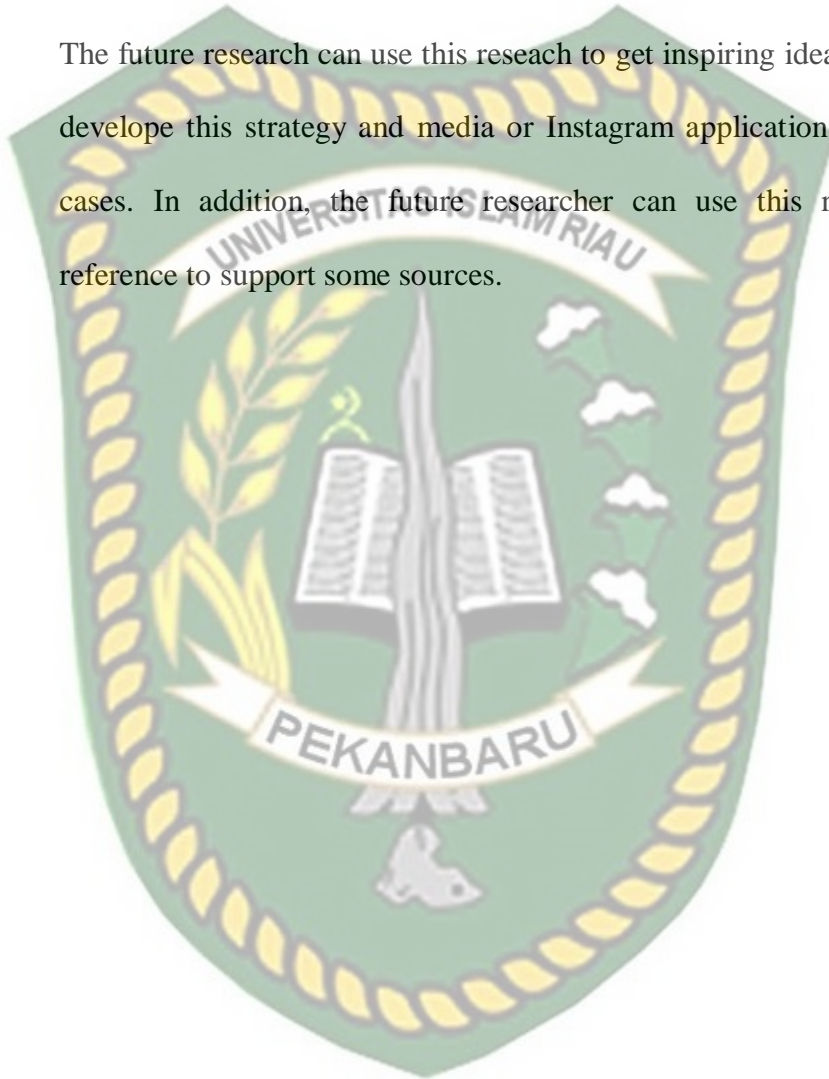 The future research can use this reseach to get inspiring idea
develope this strategy and media or Instagram application
cases. In addition, the future researcher can use this r
UNIVERSITAS ISLAM RIAU
reference to support some sources.
PEKANBARU